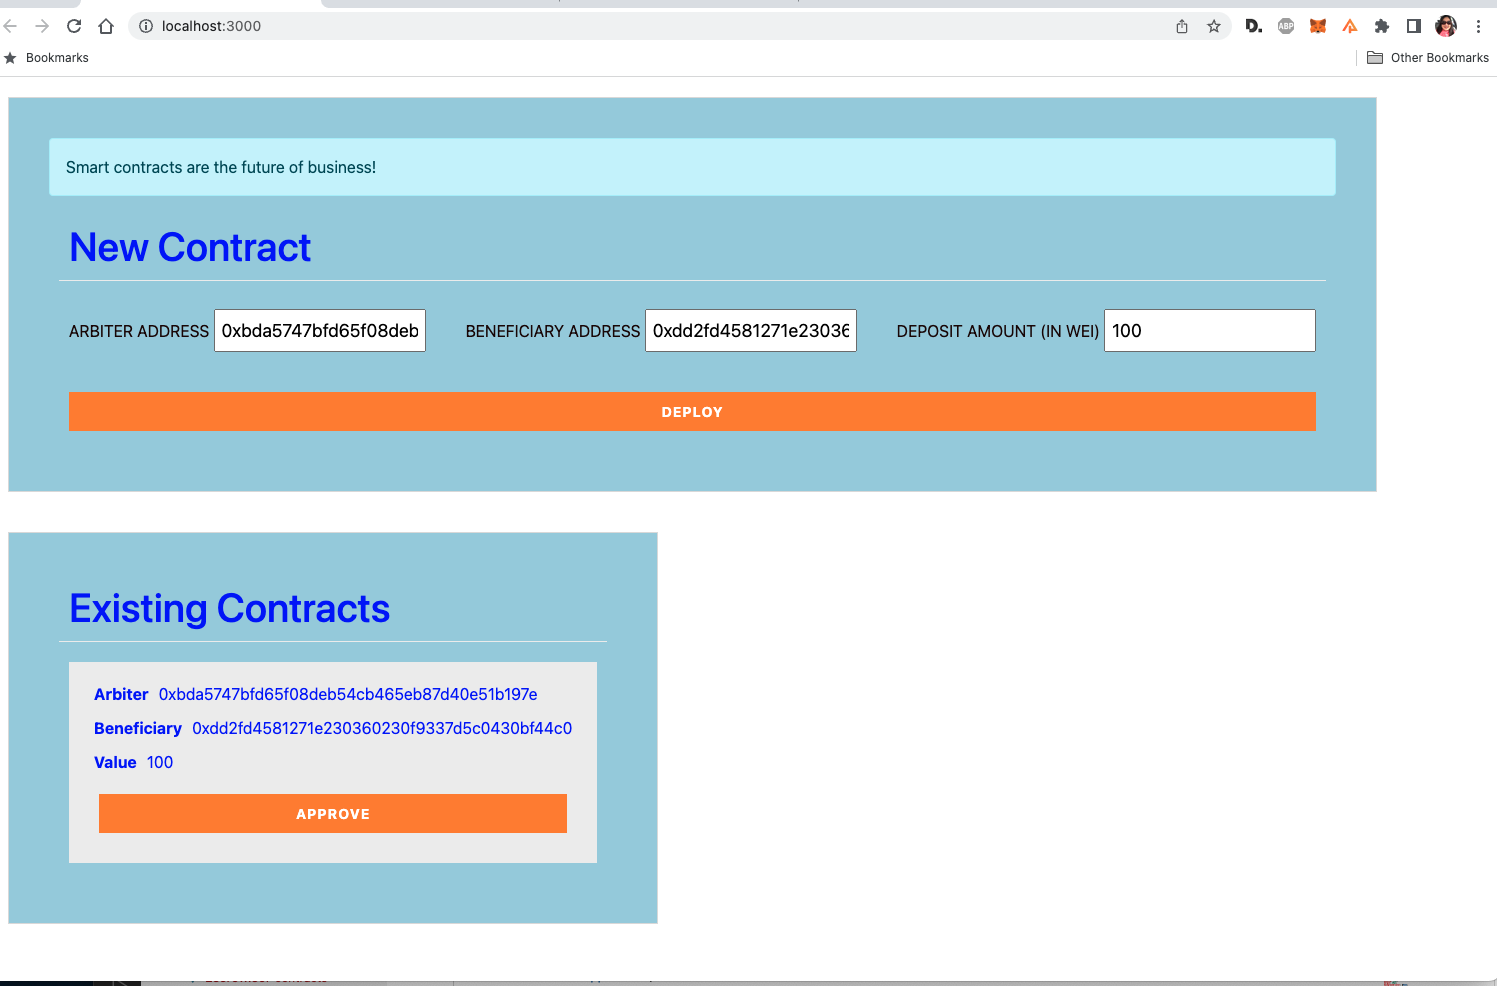 localhost:3000
D.
ABP
Bookmarks
Other Bookmarks
Smart contracts are the future of business!
New Contract
ARBITER ADDRESS 0xbda5747bfd65f08deb BENEFICIARY ADDRESS 0xdd2fd4581271e23036 DEPOSIT AMOUNT (IN WEI) 100
DEPLOY
Existing Contracts
Arbiter 0xbda5747bfd65f08deb54cb465eb87d40e51b197e
Beneficiary 0xdd2fd4581271e230360230f9337d5c0430bf44c0
Value 100
APPROVE